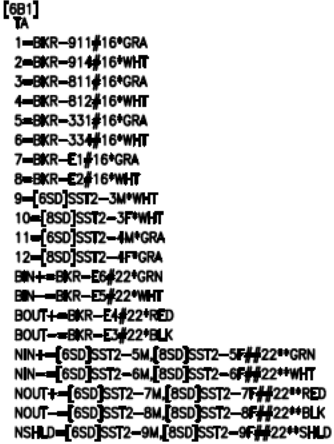 [6B1]
TA
1=BKR-911#16*GRA
2=BKR-914#16*WHT
3=BKR-811#16*GRA
4=BKR-812#16*WHT
5=BKR-331#16*GRA
6=BKR-334#16*WHT
7=BKR-E1#16*GRA
8=BKR-E2#16*WHT
9=[6SD]SST2-3M*WHT
10=[8SD]SST2-3F*WHT
11=[6SD]SST2-4M*GRA
12=[8SD]SST2-4F*GRA
BIN+=BKR-E6#22*GRN
BIN-=BKR-E5#22*WHT
BOUT+=BKR-E4#22*RED
BOUT-=BKR-E3#22*BLK
NIN+=[6SD]SST2-5M,[8SD]SST2-5F##22**GRN
NIN-=[6SD]SST2-6M,[8SD]SST2-6F##22**WHT
NOUT+=[6SD]SST2-7M,[8SD]SST2-7F##22**RED
NOUT-=[6SD]SST2-8M,[8SD]SST2-8F##22**BLK
NSHLD=[6SD]SST2-9M,[8SD]SST2-9F##22**SHLD